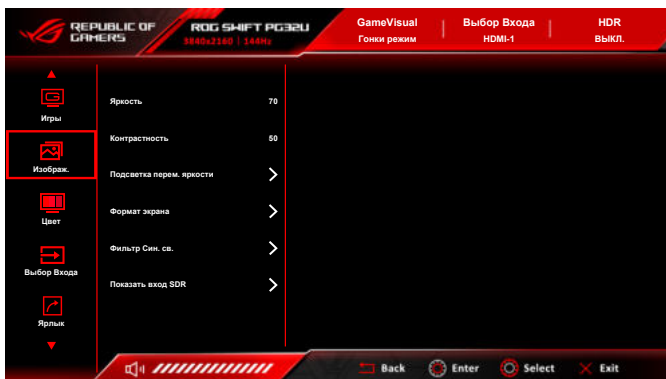 REPUBLIC OF
GAMERS
ROG SWIFT PG32U
3840x2160 | 144Hz
GameVisual
Гонки режим
Выбор Входа
HDMI-1
HDR
ВЫКЛ.
Игры
Изображ.
Цвет
Выбор Входа
Ярлык
Яркость 70
Контрастность 50
Подсветка перем. яркости
Формат экрана
Фильтр Син. св.
Показать вход SDR
Back
Enter
Select
Exit